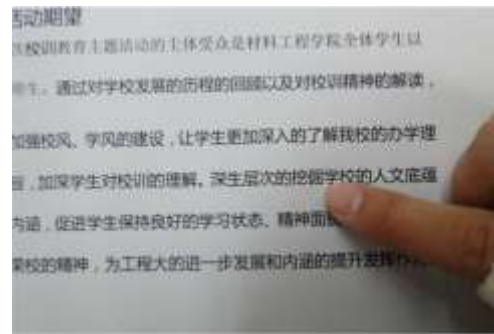 活动期望
校训教育主题活动的主体受众是材料工程学院全体学生以
师生。通过对学校发展的历程的回顾以及对校训精神的解读，
加强校风、学风的建设，让学生更加深入的了解我校的办学理
，加深学生对校训的理解。深生层次的挖掘学校的人文底蕴
内涵，促进学生保持良好的学习状态、精神面
校的精神，为工程大的进一步发展和内涵的提升发挥